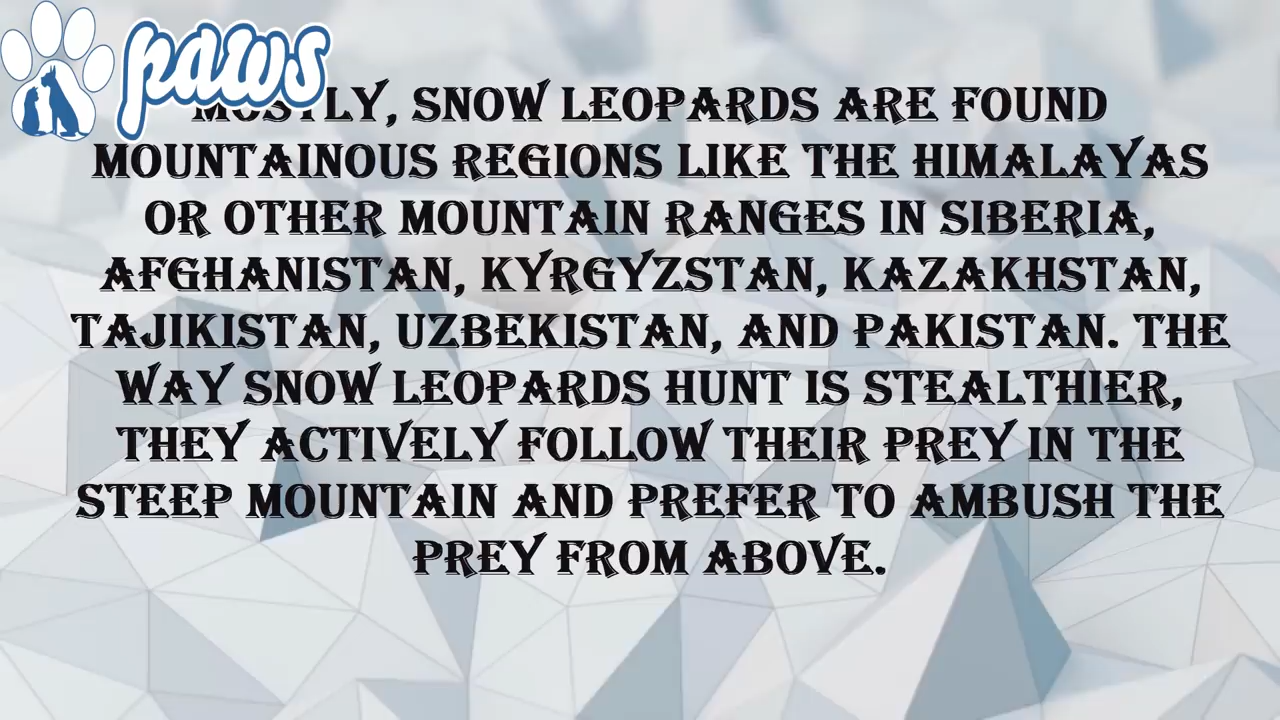 paws
MOSTLY, SNOW LEOPARDS ARE FOUND
MOUNTAINOUS REGIONS LIKE THE HIMALAYAS
OR OTHER MOUNTAIN RANGES IN SIBERIA,
AFGHANISTAN, KYRGYZSTAN, KAZAKHSTAN,
TAJIKISTAN, UZBEKISTAN, AND PAKISTAN. THE
WAY SNOW LEOPARDS HUNT IS STEALTHIER,
THEY ACTIVELY FOLLOW THEIR PREY IN THE
STEEP MOUNTAIN AND PREFER TO AMBUSH THE
PREY FROM ABOVE.